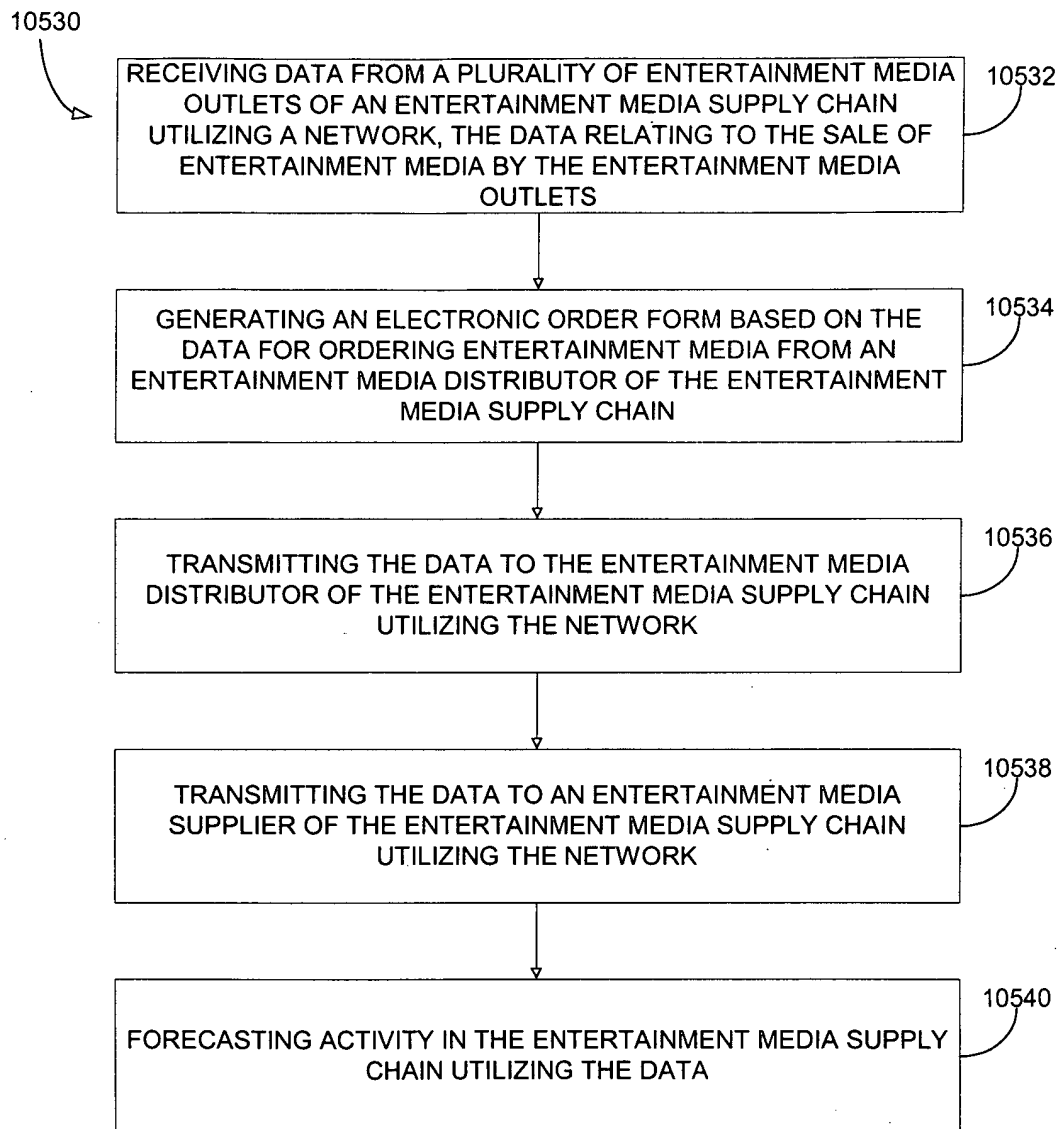 10530
RECEIVING DATA FROM A PLURALITY OF ENTERTAINMENT MEDIA
OUTLETS OF AN ENTERTAINMENT MEDIA SUPPLY CHAIN
UTILIZING A NETWORK, THE DATA RELATING TO THE SALE OF
ENTERTAINMENT MEDIA BY THE ENTERTAINMENT MEDIA
OUTLETS
10532
GENERATING AN ELECTRONIC ORDER FORM BASED ON THE
DATA FOR ORDERING ENTERTAINMENT MEDIA FROM AN
ENTERTAINMENT MEDIA DISTRIBUTOR OF THE ENTERTAINMENT
MEDIA SUPPLY CHAIN
10534
TRANSMITTING THE DATA TO THE ENTERTAINMENT MEDIA
DISTRIBUTOR OF THE ENTERTAINMENT MEDIA SUPPLY CHAIN
UTILIZING THE NETWORK
10536
TRANSMITTING THE DATA TO AN ENTERTAINMENT MEDIA
SUPPLIER OF THE ENTERTAINMENT MEDIA SUPPLY CHAIN
UTILIZING THE NETWORK
10538
FORECASTING ACTIVITY IN THE ENTERTAINMENT MEDIA SUPPLY
CHAIN UTILIZING THE DATA
10540